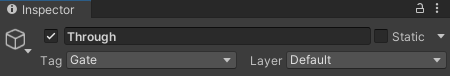 Inspector
Through Static
Tag Gate Layer Default